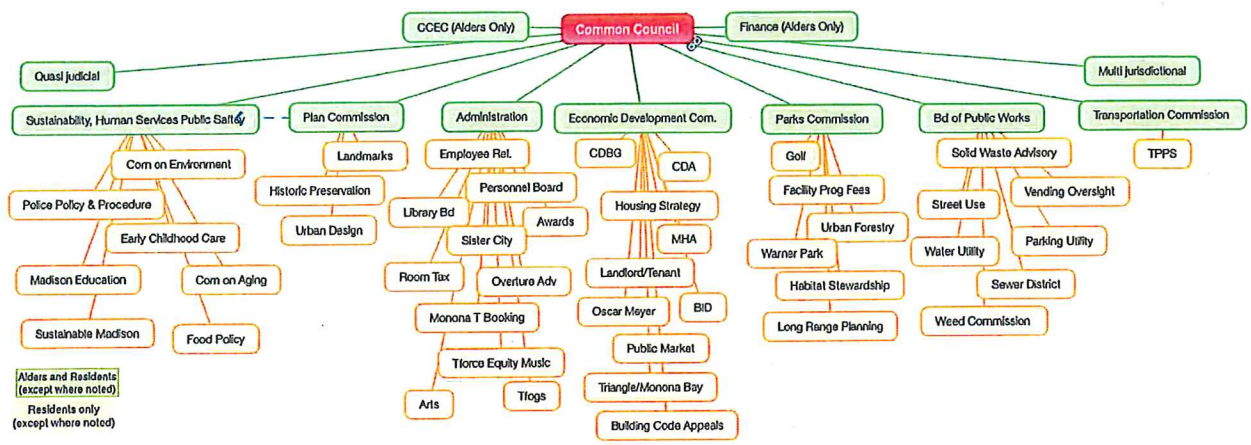 CCEC (Alders Only)
Common Council
Finance (Alders Only)
Quasi judicial
Multi jurisdictional
Sustainability, Human Services Public Saftey
Plan Commission
Administration
Economic Development Com.
Parks Commission
Bd of Public Works
Transportation Commission
Com on Environment
Landmarks
Employee Rel.
CDBG
CDA
Golf
Solid Waste Advisory
TPPS
Historic Preservation
Personnel Board
Facility Prog Fees
Vending Oversight
Police Policy & Procedure
Library Bd
Awards
Housing Strategy
Street Use
Urban Design
Urban Forestry
Early Childhood Care
Sister City
MHA
Parking Utility
Warner Park
Water Utility
Madison Education
Com on Aging
Room Tax
Overture Adv
Landlord/Tenant
Habitat Stewardship
Sewer District
Oscar Meyer
BID
Monona T Booking
Long Range Planning
Weed Commission
Sustainable Madison
Food Policy
Public Market
Tforce Equity Music
Triangle/Monona Bay
Arts
Tfogs
Building Code Appeals
Alders and Residents
(except where noted)
Residents only
(except where noted)